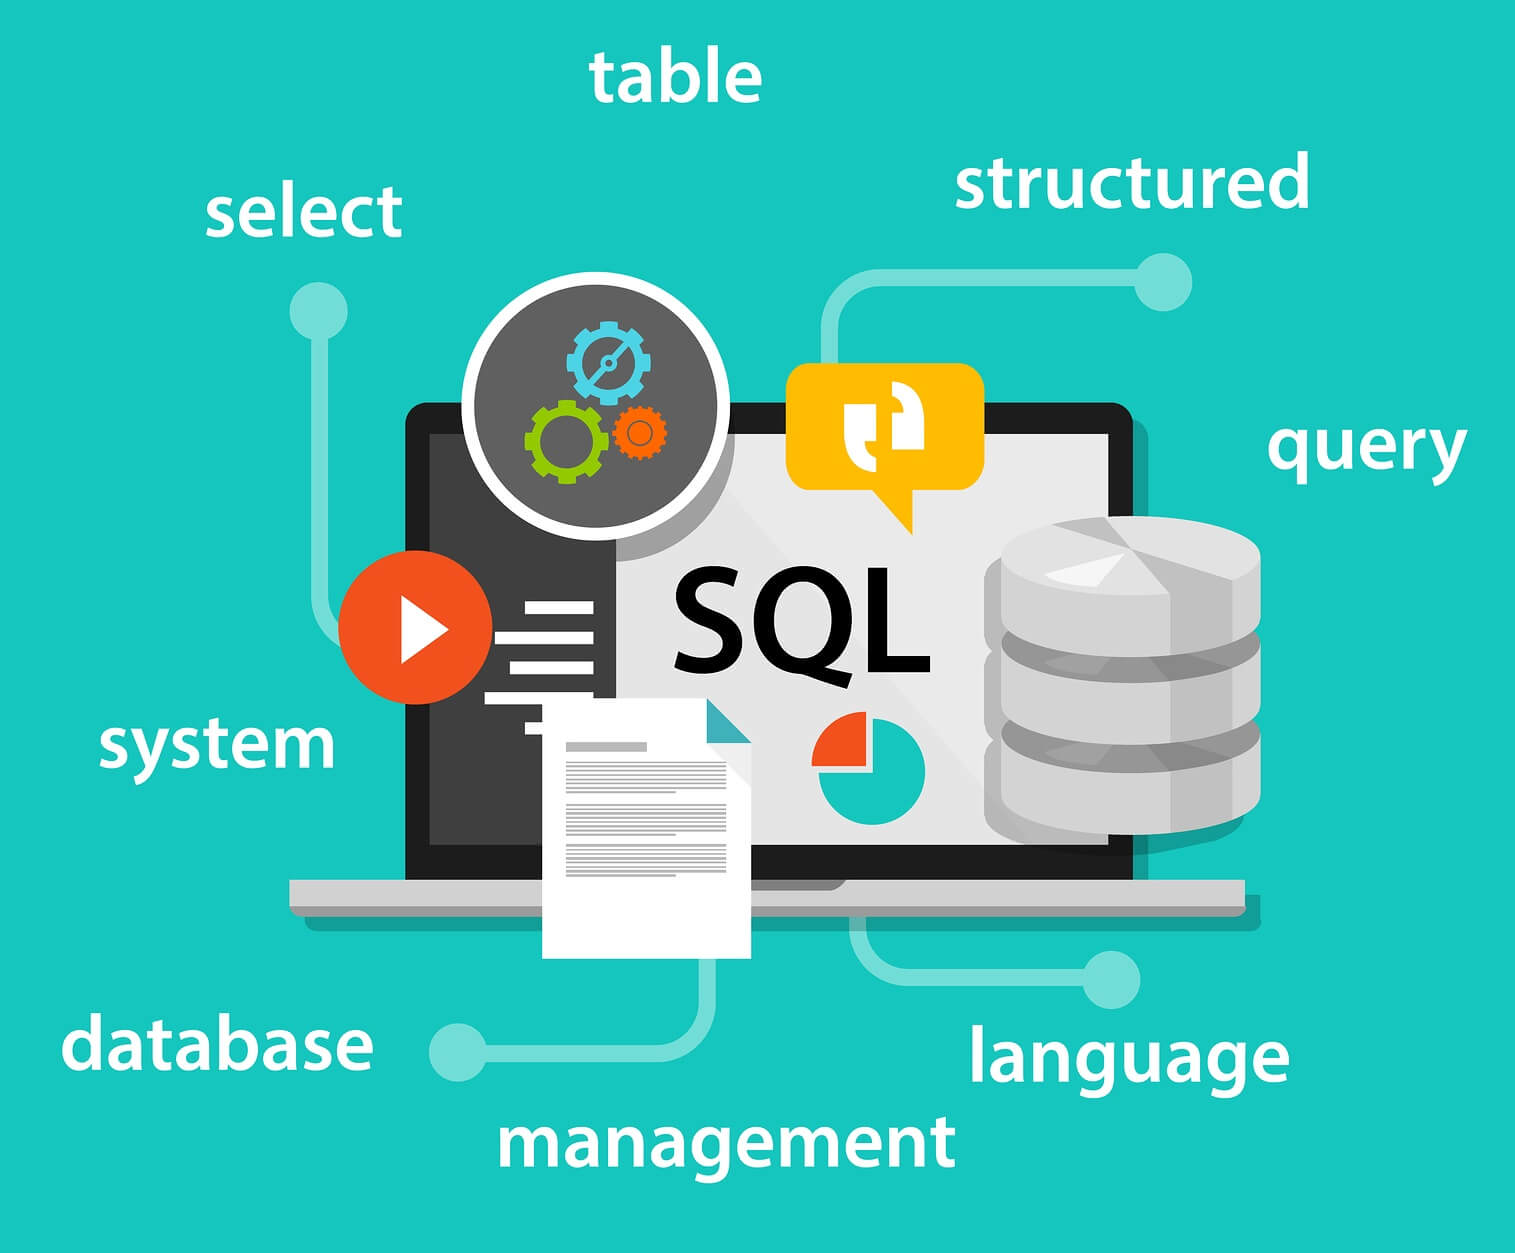 table
structured
select
query
SQL
system
database
language
management